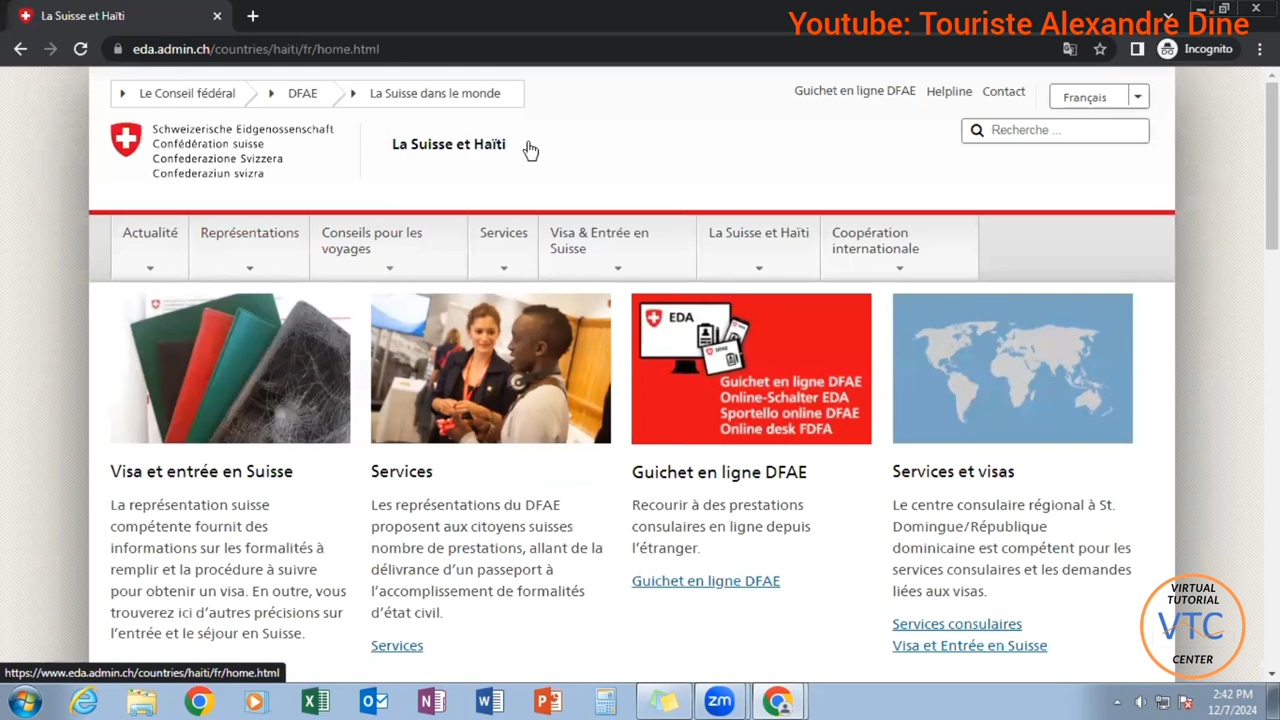 La Suisse et Haïti
Youtube: Touriste Alexandre Dine
eda.admin.ch/countries/haiti/fr/home.html
Incognito
Le Conseil fédéral
DFAE
La Suisse dans le monde
Guichet en ligne DFAE
Helpline
Contact
Français
Schweizerische Eidgenossenschaft
Confédération suisse
Confederazione Svizzera
Confederaziun svizra
La Suisse et Haïti
Recherche ...
Actualité
Représentations
Conseils pour les
voyages
Services
Visa & Entrée en
Suisse
La Suisse et Haïti
Coopération
internationale
EDA
DFAE
Guichet en ligne DFAE
Online-Schalter EDA
Sportello online DFAE
Online desk FDFA
Visa et entrée en Suisse
La représentation suisse
compétente fournit des
informations sur les formalités à
remplir et la procédure à suivre
pour obtenir un visa. En outre, vous
trouverez ici d'autres précisions sur
l'entrée et le séjour en Suisse.
Services
Les représentations du DFAE
proposent aux citoyens suisses
nombre de prestations, allant de la
délivrance d'un passeport à
l'accomplissement de formalités
d'état civil.
Services
Guichet en ligne DFAE
Recourir à des prestations
consulaires en ligne depuis
l'étranger.
Guichet en ligne DFAE
Services et visas
Le centre consulaire régional à St.
Domingue/République
dominicaine est compétent pour les
services consulaires et les demandes
liées aux visas.
Services consulaires
Visa et Entrée en Suisse
VIRTUAL
TUTORIAL
VTC
CENTER
https://www.eda.admin.ch/countries/haiti/fr/home.html
zm
2:42 PM
12/7/2024